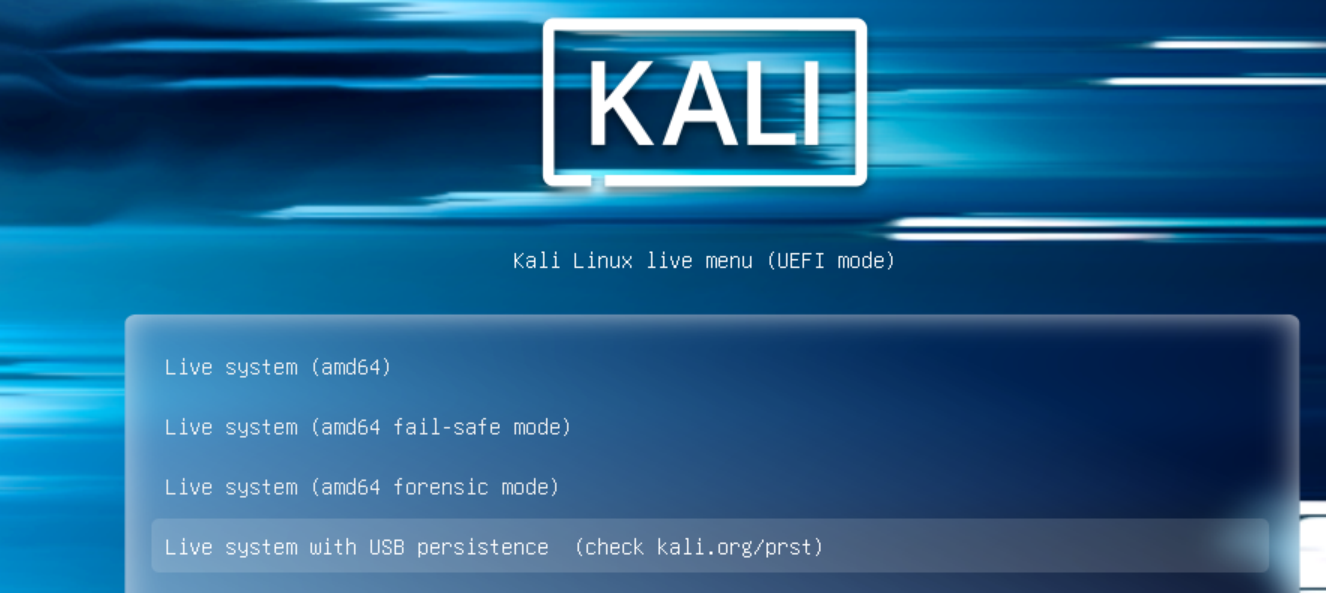 KALI
Kali Linux live menu (UEFI mode)
Live system (amd64)
Live system (amd64 fail-safe mode)
Live system (amd64 forensic mode)
Live system with USB persistence  (check kali.org/prst)